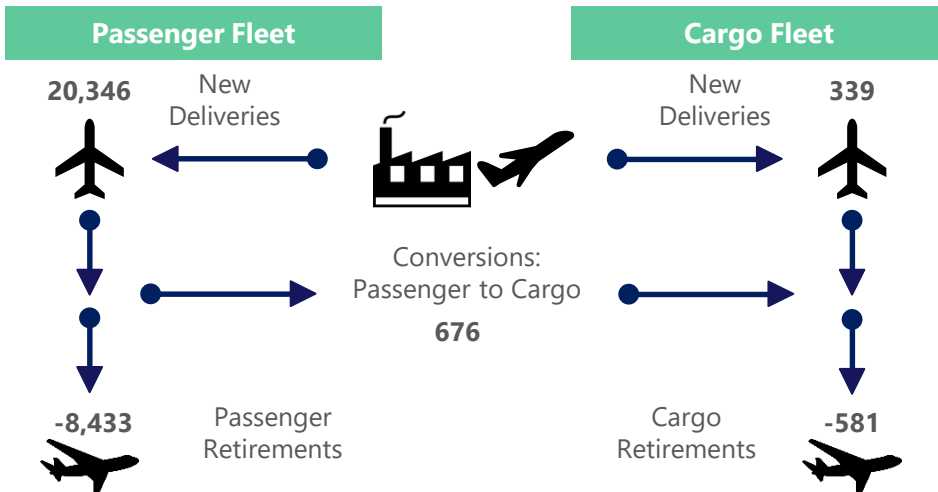 Passenger Fleet
Cargo Fleet
20,346
New
Deliveries
New
Deliveries
339
Conversions:
Passenger to Cargo
676
-8,433
Passenger
Retirements
Cargo
Retirements
-581